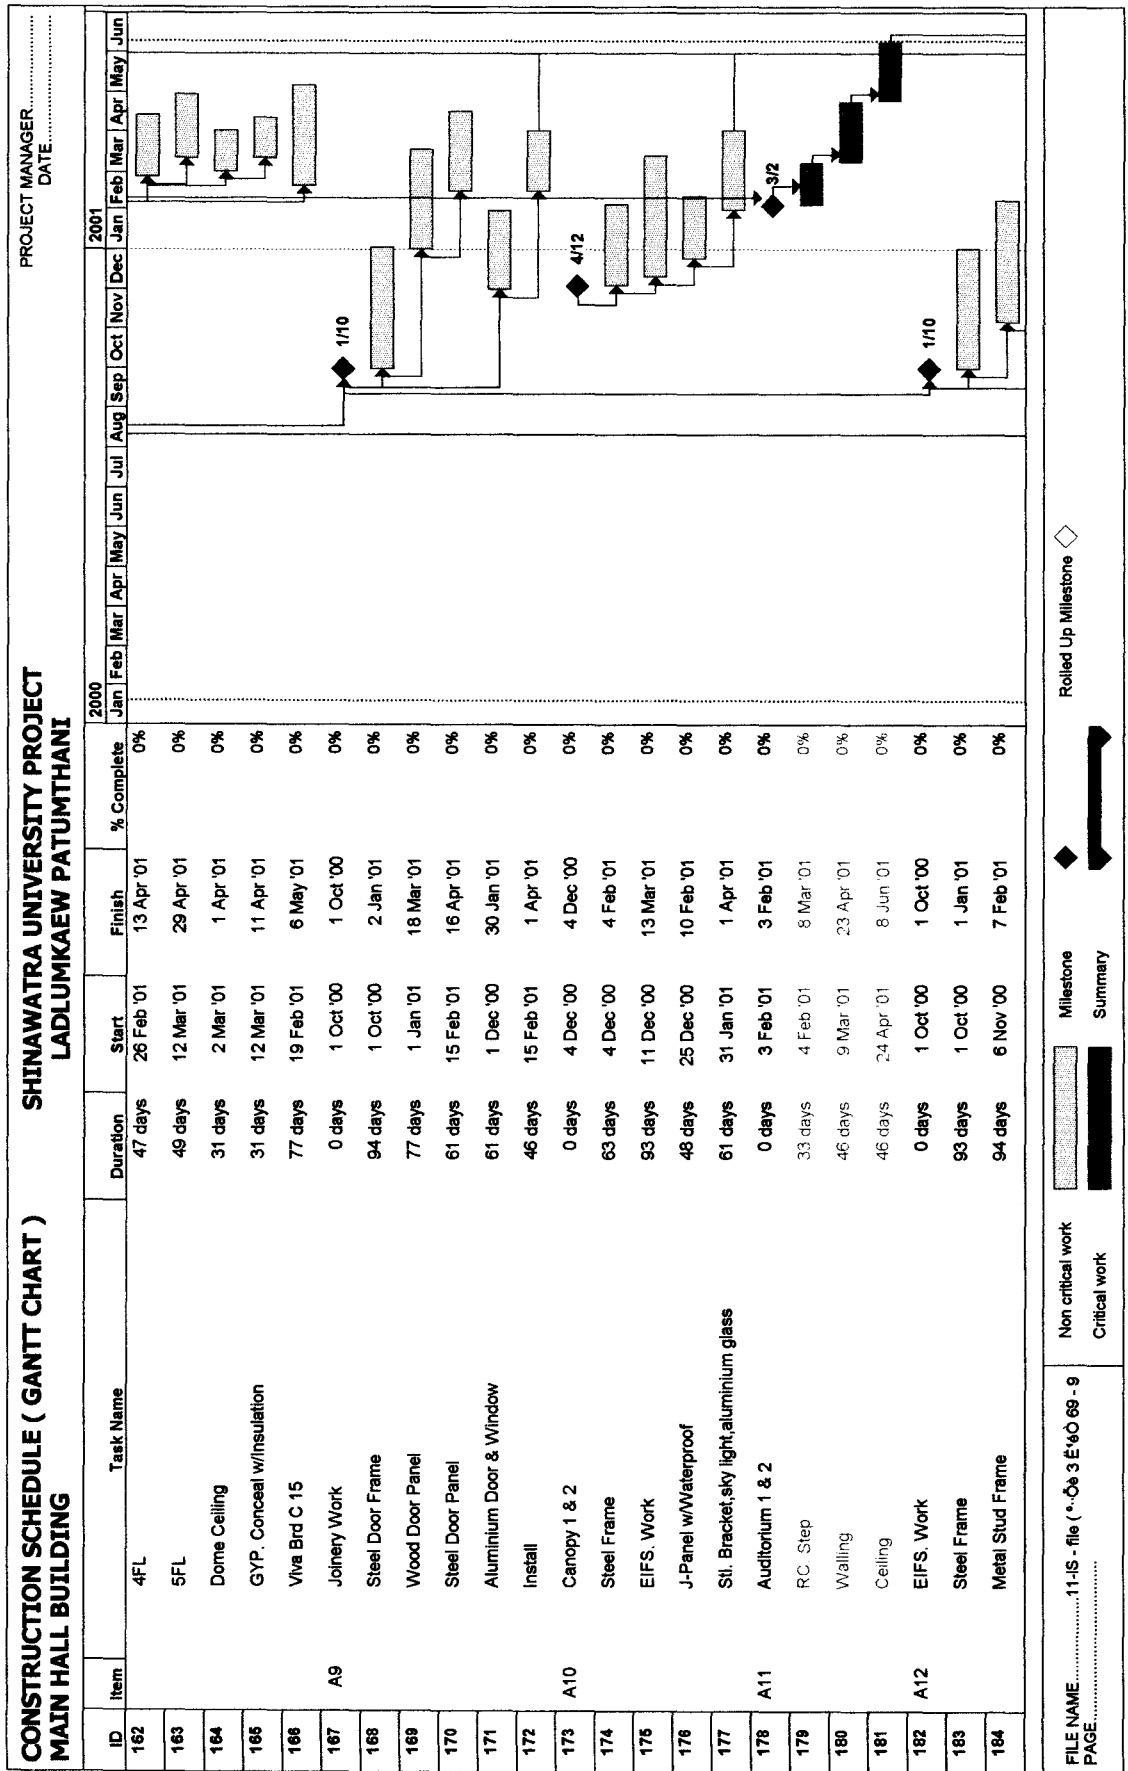 CONSTRUCTION SCHEDULE ( GANTT CHART )
MAIN HALL BUILDING
SHINAWATRA UNIVERSITY PROJECT
LADLUMKAEW PATUMTHANI
PROJECT MANAGER....................
DATE....................
ID Item Task Name Duration Start Finish % Complete
2000 2001
Jan Feb Mar Apr May Jun Jul Aug Sep Oct Nov Dec Jan Feb Mar Apr May Jun
162 4FL 47 days 26 Feb '01 13 Apr '01 0%
163 5FL 49 days 12 Mar '01 29 Apr '01 0%
164 Dome Ceiling 31 days 2 Mar '01 1 Apr '01 0%
165 GYP. Conceal w/Insulation 31 days 12 Mar '01 11 Apr '01 0%
166 Viva Brd C 15 77 days 19 Feb '01 6 May '01 0%
167 A9 Joinery Work 0 days 1 Oct '00 1 Oct '00 0% 1/10
168 Steel Door Frame 94 days 1 Oct '00 2 Jan '01 0%
169 Wood Door Panel 77 days 1 Jan '01 18 Mar '01 0%
170 Steel Door Panel 61 days 15 Feb '01 16 Apr '01 0%
171 Aluminium Door & Window 61 days 1 Dec '00 30 Jan '01 0%
172 Install 46 days 15 Feb '01 1 Apr '01 0%
173 A10 Canopy 1 & 2 0 days 4 Dec '00 4 Dec '00 0% 4/12
174 Steel Frame 63 days 4 Dec '00 4 Feb '01 0%
175 EIFS. Work 93 days 11 Dec '00 13 Mar '01 0%
176 J-Panel w/Waterproof 48 days 25 Dec '00 10 Feb '01 0%
177 Stl. Bracket,sky light,aluminium glass 61 days 31 Jan '01 1 Apr '01 0%
178 A11 Auditorium 1 & 2 0 days 3 Feb '01 3 Feb '01 0% 3/2
179 RC. Step 33 days 4 Feb '01 8 Mar '01 0%
180 Walling 46 days 9 Mar '01 23 Apr '01 0%
181 Ceiling 46 days 24 Apr '01 8 Jun '01 0%
182 A12 EIFS. Work 0 days 1 Oct '00 1 Oct '00 0% 1/10
183 Steel Frame 93 days 1 Oct '00 1 Jan '01 0%
184 Metal Stud Frame 94 days 6 Nov '00 7 Feb '01 0%
FILE NAME....................11-IS - file ( 69 - 9
PAGE....................
Non critical work Milestone Rolled Up Milestone
Critical work Summary